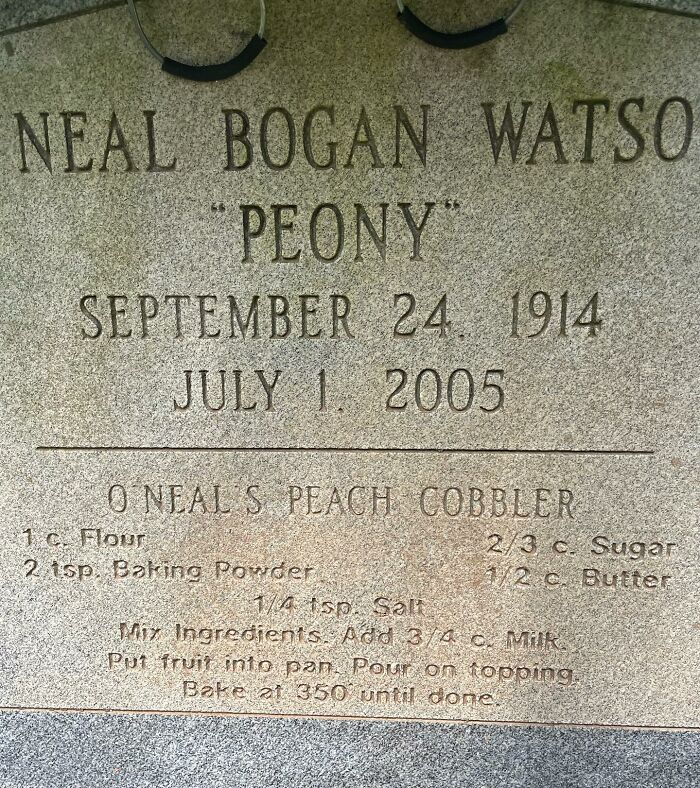 NEAL BOGAN WATSO
"PEONY"
SEPTEMBER 24. 1914
JULY 1. 2005
O'NEAL'S PEACH COBBLER
1 c. Flour 2/3 c. Sugar
2 tsp. Baking Powder 1/2 c. Butter
1/4 tsp. Salt
Mix Ingredients. Add 3/4 c. Milk.
Put fruit into pan. Pour on topping.
Bake at 350° until done.